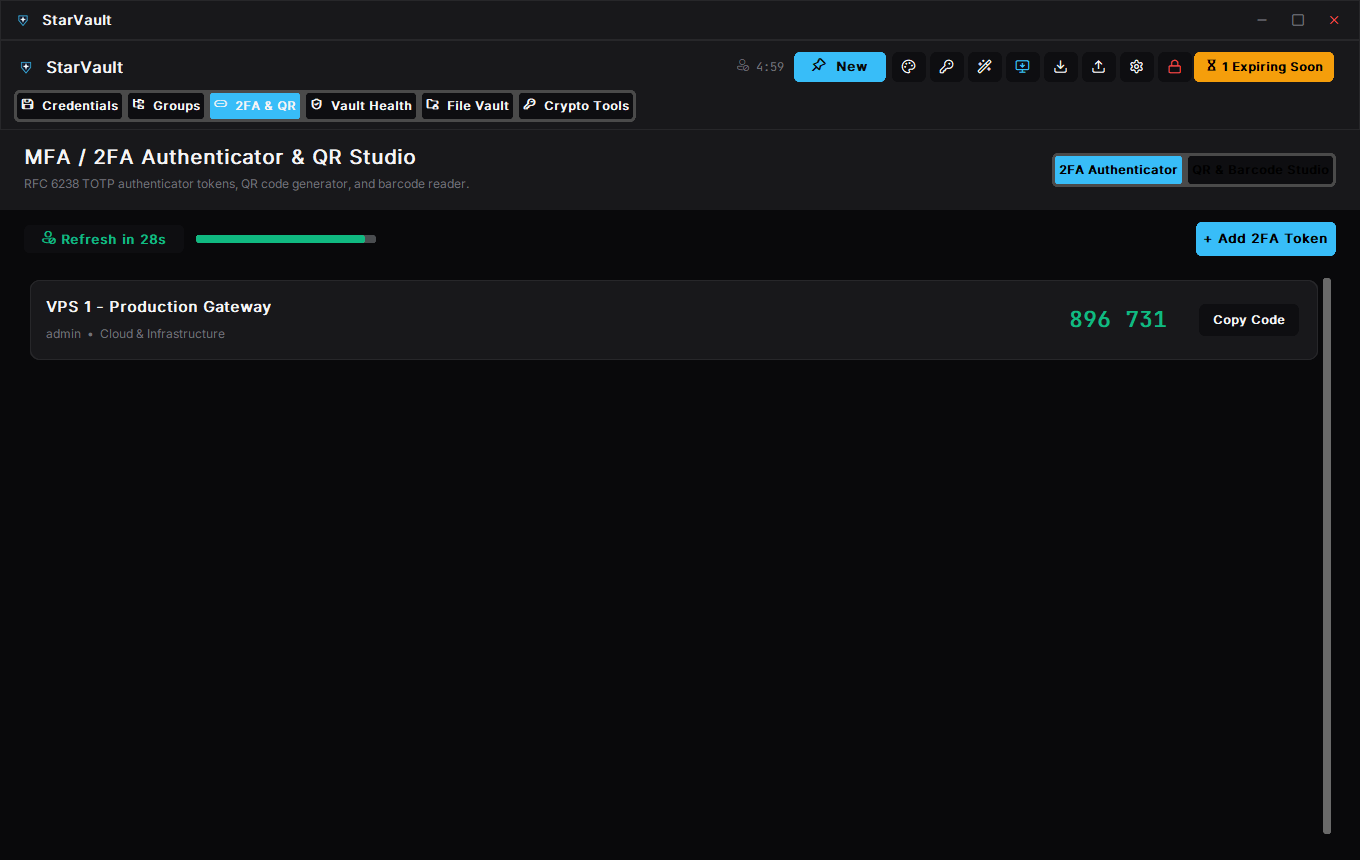 StarVault
StarVault
4:59
New
1 Expiring Soon
Credentials
Groups
2FA & QR
Vault Health
File Vault
Crypto Tools
MFA / 2FA Authenticator & QR Studio
RFC 6238 TOTP authenticator tokens, QR code generator, and barcode reader.
2FA Authenticator
QR & Barcode Studio
Refresh in 28s
+ Add 2FA Token
VPS 1 - Production Gateway
admin • Cloud & Infrastructure
896 731
Copy Code